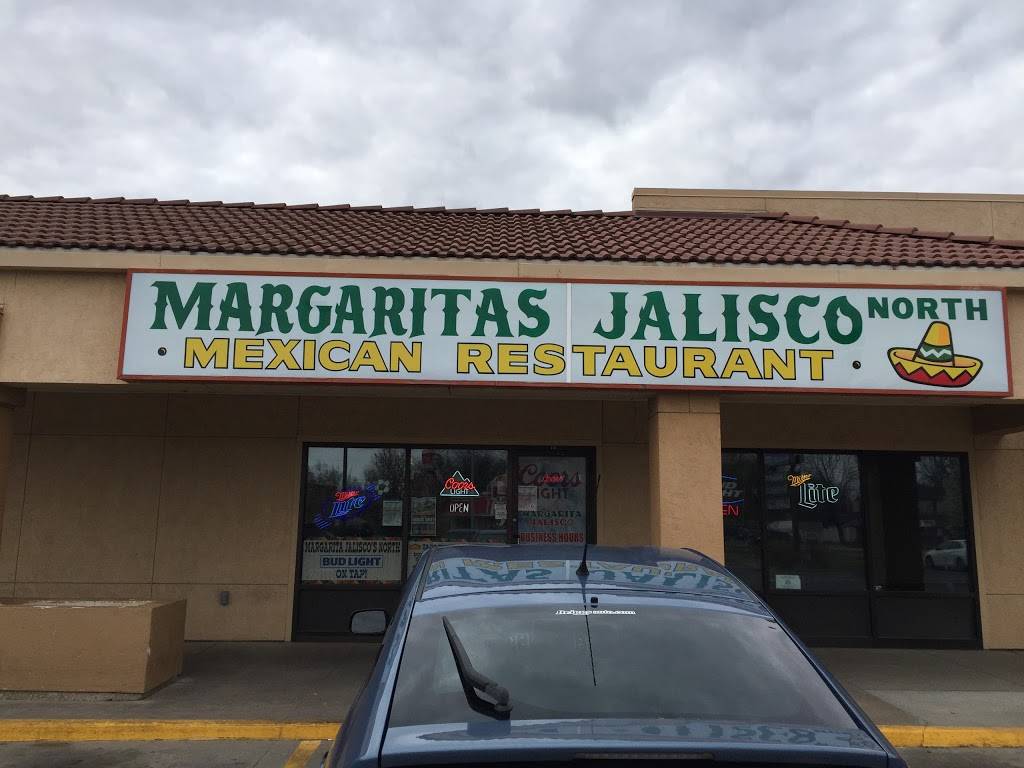 MARGARITAS JALISCO NORTH
· MEXICAN RESTAURANT ·
Miller
Lite
Coors
LIGHT
OPEN
Coors
LIGHT
MARGARITA
JALISCO
BUSINESS HOURS
MARGARITA JALISCO'S NORTH
BUD LIGHT
ON TAP!
EN
Miller
Lite